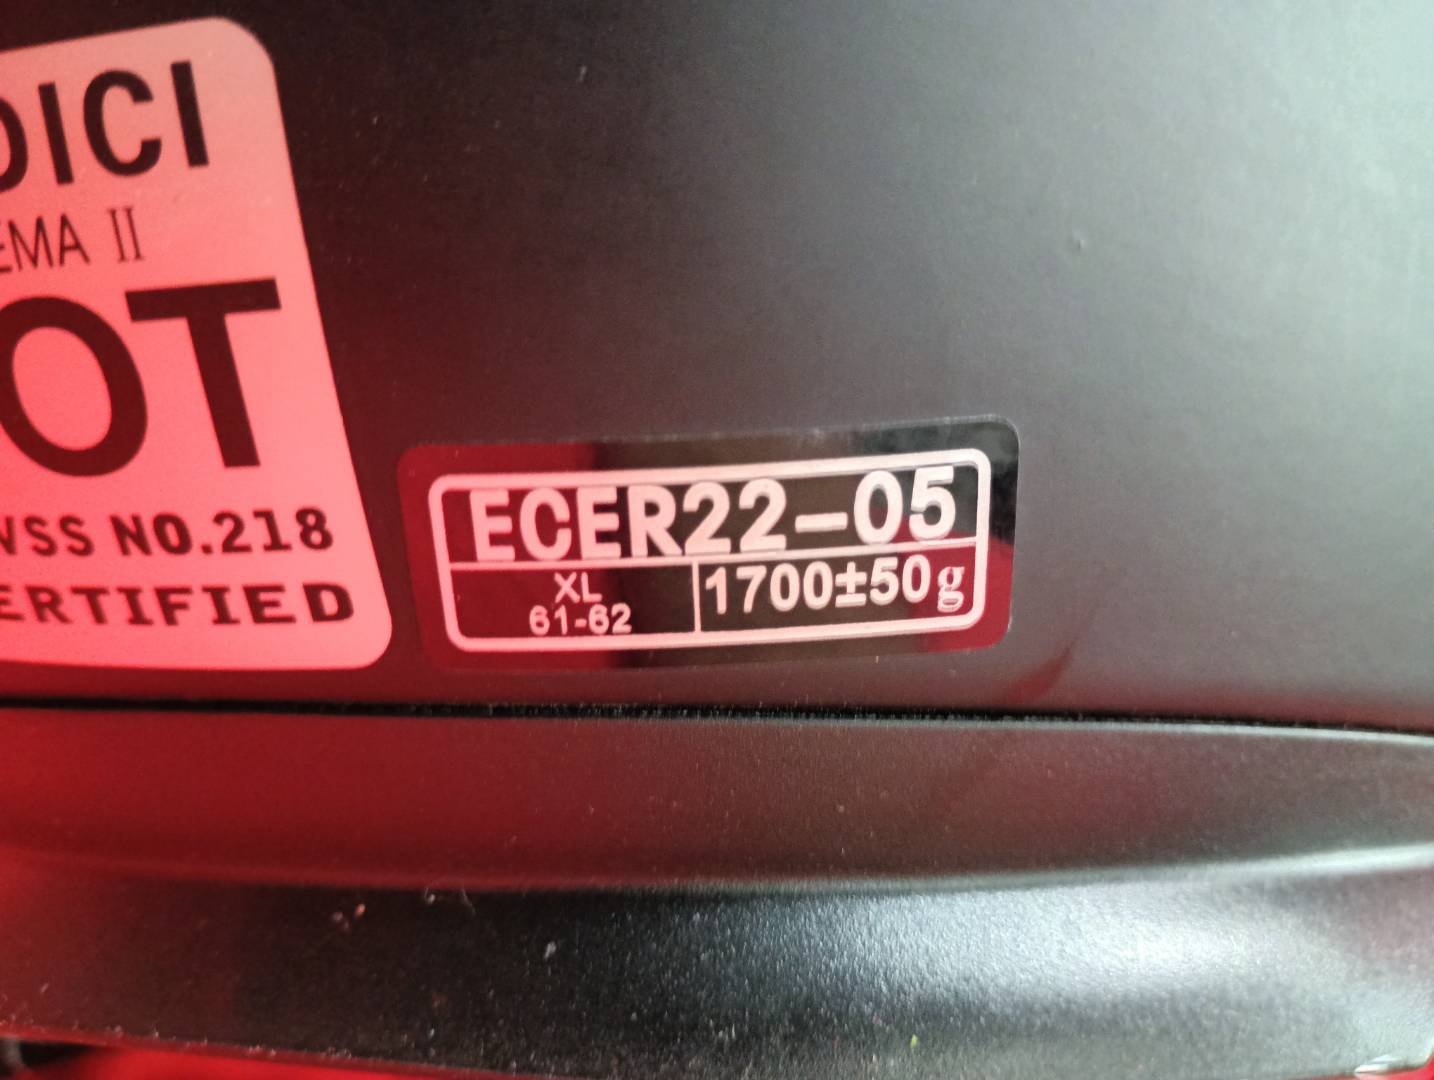 DICI
EMA II
OT
VSS NO.218
ERTIFIED
ECER22-05
XL
61-62
1700±50g